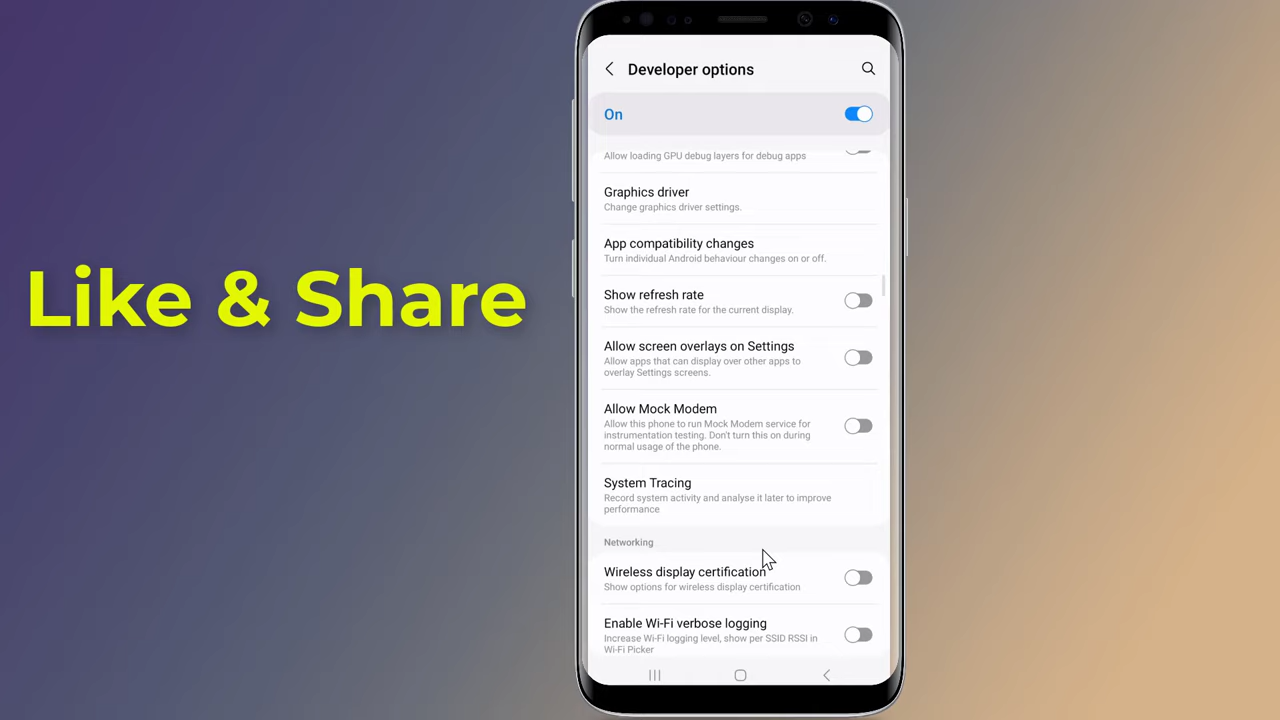 Like & Share
Developer options
On
Allow loading GPU debug layers for debug apps
Graphics driver
Change graphics driver settings.
App compatibility changes
Turn individual Android behaviour changes on or off.
Show refresh rate
Show the refresh rate for the current display.
Allow screen overlays on Settings
Allow apps that can display over other apps to
overlay Settings screens.
Allow Mock Modem
Allow this phone to run Mock Modem service for
instrumentation testing. Don't turn this on during
normal usage of the phone.
System Tracing
Record system activity and analyse it later to improve
performance
Networking
Wireless display certification
Show options for wireless display certification
Enable Wi-Fi verbose logging
Increase Wi-Fi logging level, show per SSID RSSI in
Wi-Fi Picker